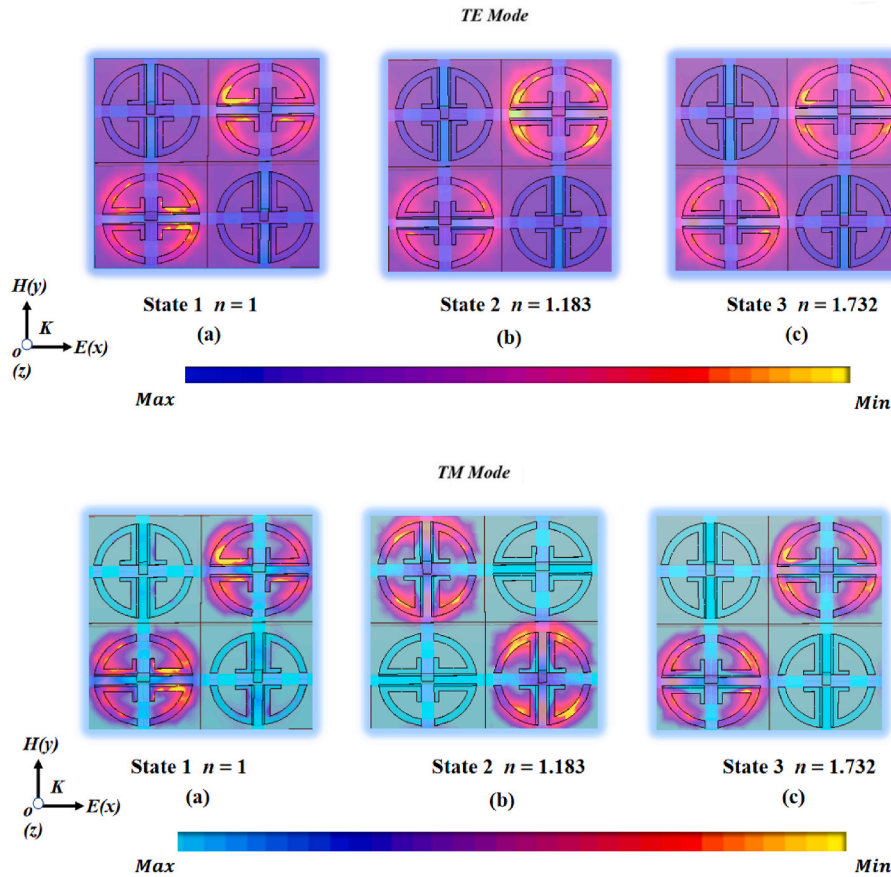 TE Mode
State 1 n = 1
State 2 n = 1.183
State 3 n = 1.732
(a)
(b)
(c)
H(y)
K
o
E(x)
(z)
Max
Min
TM Mode
State 1 n = 1
State 2 n = 1.183
State 3 n = 1.732
(a)
(b)
(c)
H(y)
K
o
E(x)
(z)
Max
Min